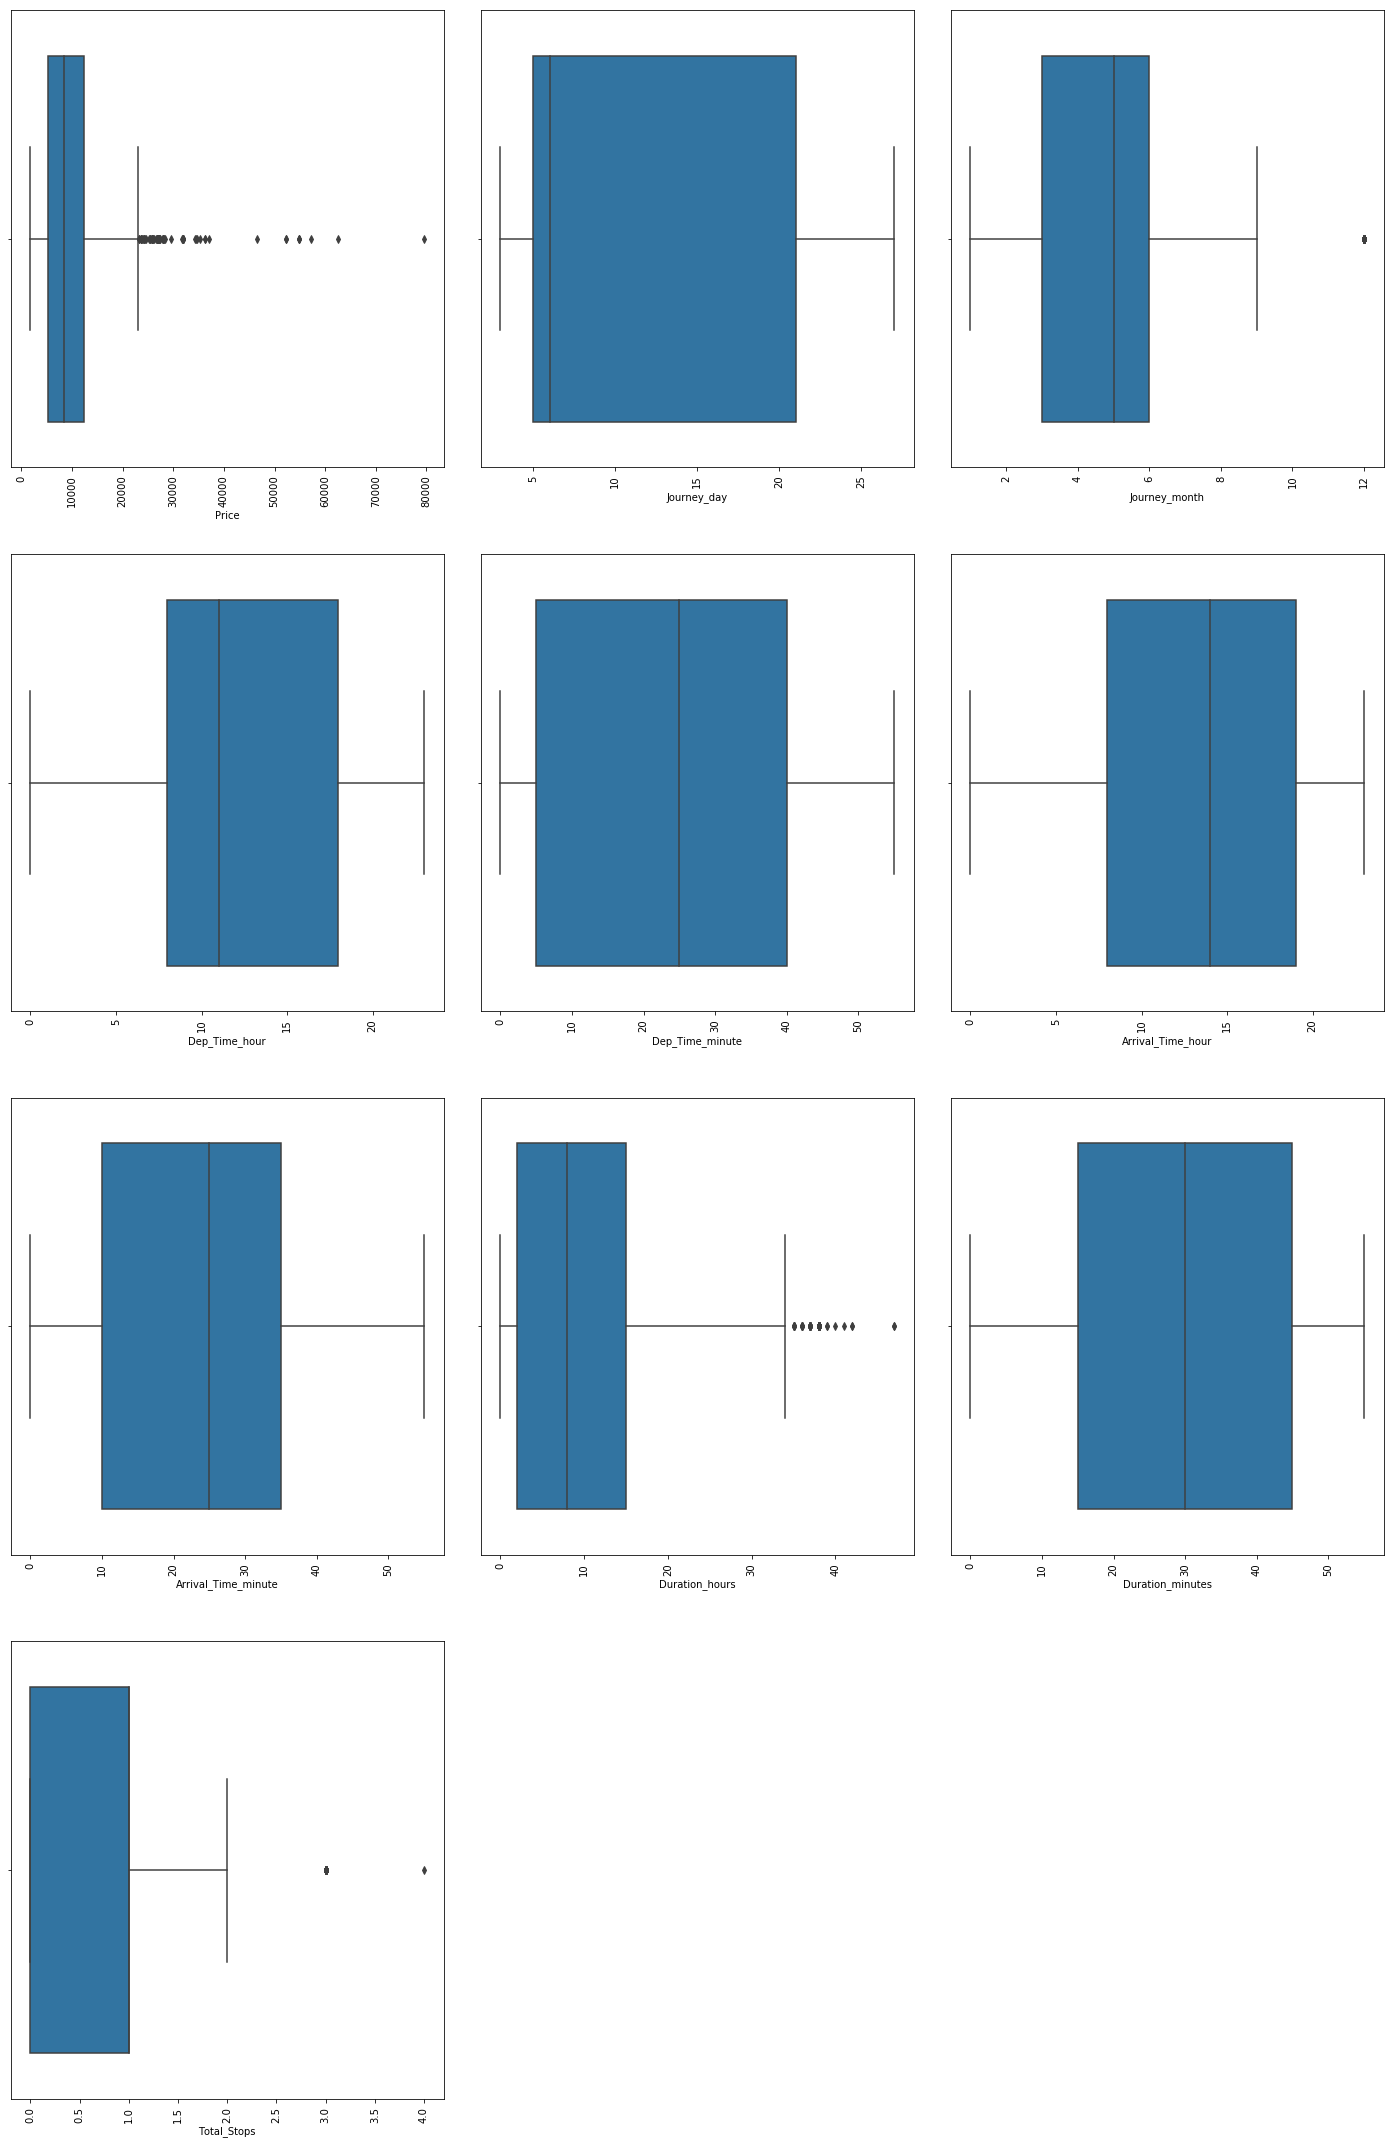 0 10000 20000 30000 40000 50000 60000 70000 80000
Price
5 10 15 20 25
Journey_day
2 4 6 8 10 12
Journey_month
0 5 10 15 20
Dep_Time_hour
0 10 20 30 40 50
Dep_Time_minute
0 5 10 15 20
Arrival_Time_hour
0 10 20 30 40 50
Arrival_Time_minute
0 10 20 30 40
Duration_hours
0 10 20 30 40 50
Duration_minutes
0.0 0.5 1.0 1.5 2.0 2.5 3.0 3.5 4.0
Total_Stops